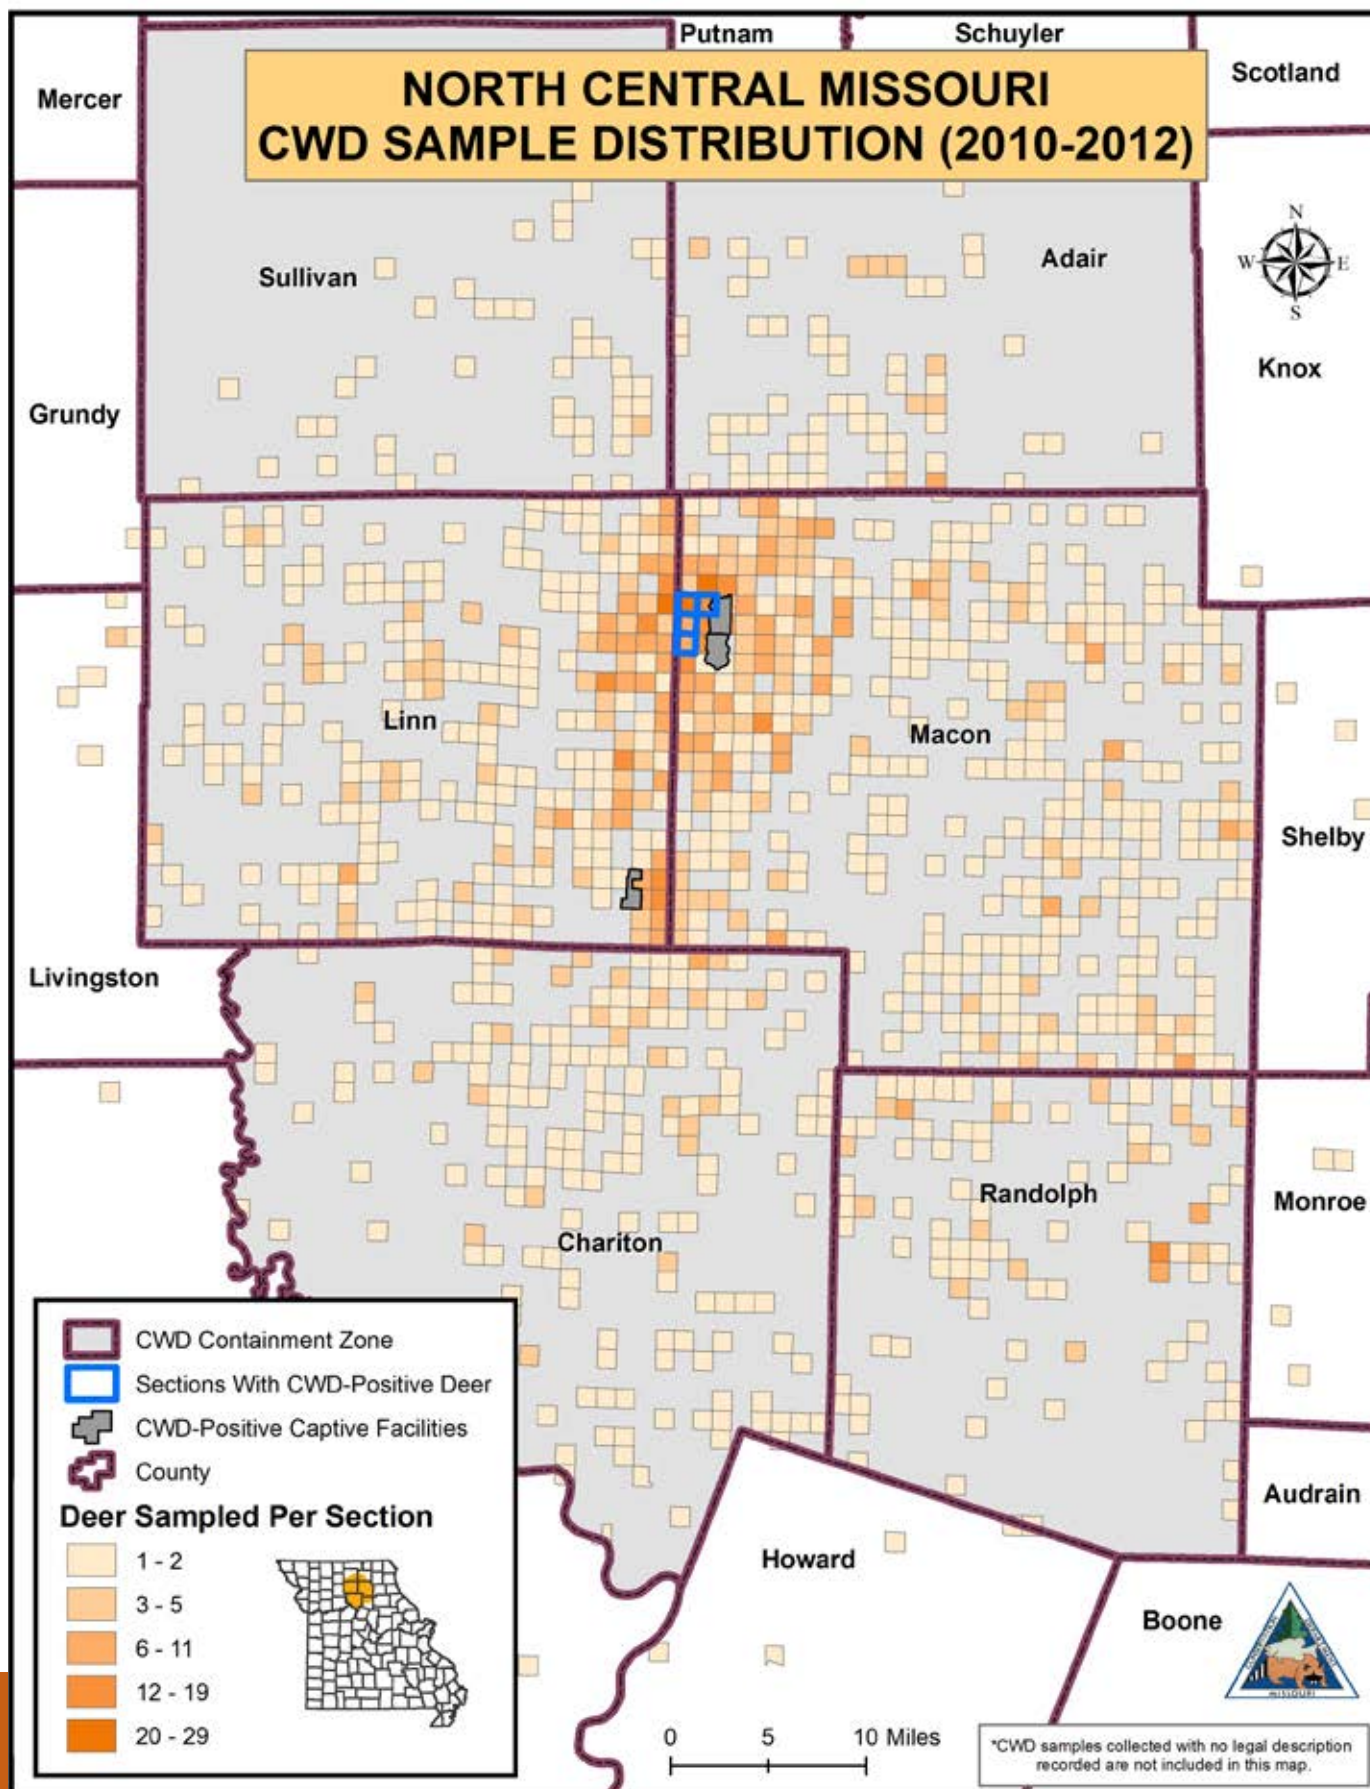 Putnam
Schuyler
Scotland
Mercer
NORTH CENTRAL MISSOURI
CWD SAMPLE DISTRIBUTION (2010-2012)
N
W E
S
Adair
Sullivan
Knox
Grundy
Linn
Macon
Shelby
Livingston
Randolph
Monroe
Chariton
CWD Containment Zone
Sections With CWD-Positive Deer
CWD-Positive Captive Facilities
County
Deer Sampled Per Section
1 - 2
3 - 5
6 - 11
12 - 19
20 - 29
Audrain
Howard
Boone
MISSOURI
0 5 10 Miles
*CWD samples collected with no legal description
recorded are not included in this map.